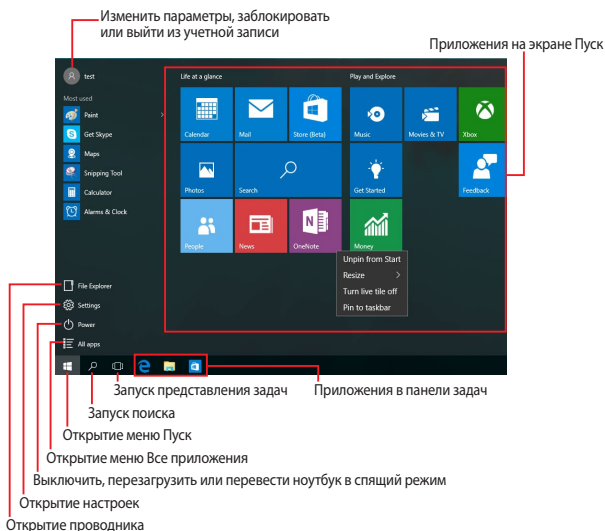 Изменить параметры, заблокировать
или выйти из учетной записи
Приложения на экране Пуск
test
Most used
Paint
Get Skype
Maps
Snipping Tool
Calculator
Alarms & Clock
File Explorer
Settings
Power
All apps
Life at a glance
Play and Explore
Calendar
Mail
Store (Beta)
Music
Movies & TV
Xbox
Photos
Search
Get Started
Feedback
People
News
OneNote
Money
Unpin from Start
Resize
Turn live tile off
Pin to taskbar
Запуск представления задач
Приложения в панели задач
Запуск поиска
Открытие меню Пуск
Открытие меню Все приложения
Выключить, перезагрузить или перевести ноутбук в спящий режим
Открытие настроек
Открытие проводника